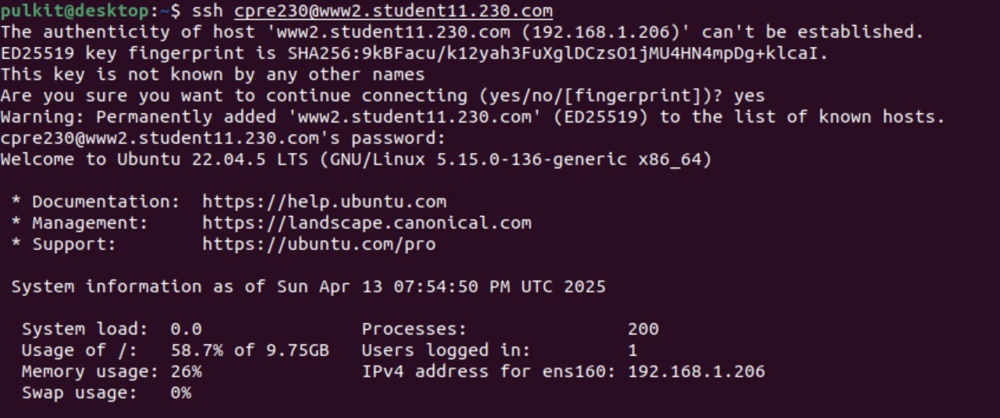 pulkit@desktop:~$ ssh cpre230@www2.student11.230.com
The authenticity of host 'www2.student11.230.com (192.168.1.206)' can't be established.
ED25519 key fingerprint is SHA256:9kBFacu/k12yah3FuXglDCzsO1jMU4HN4mpDg+klcaI.
This key is not known by any other names
Are you sure you want to continue connecting (yes/no/[fingerprint])? yes
Warning: Permanently added 'www2.student11.230.com' (ED25519) to the list of known hosts.
cpre230@www2.student11.230.com's password:
Welcome to Ubuntu 22.04.5 LTS (GNU/Linux 5.15.0-136-generic x86_64)
* Documentation:  https://help.ubuntu.com
* Management:     https://landscape.canonical.com
* Support:        https://ubuntu.com/pro
System information as of Sun Apr 13 07:54:50 PM UTC 2025
System load:  0.0                Processes:               200
Usage of /:   58.7% of 9.75GB   Users logged in:         1
Memory usage: 26%               IPv4 address for ens160: 192.168.1.206
Swap usage:   0%